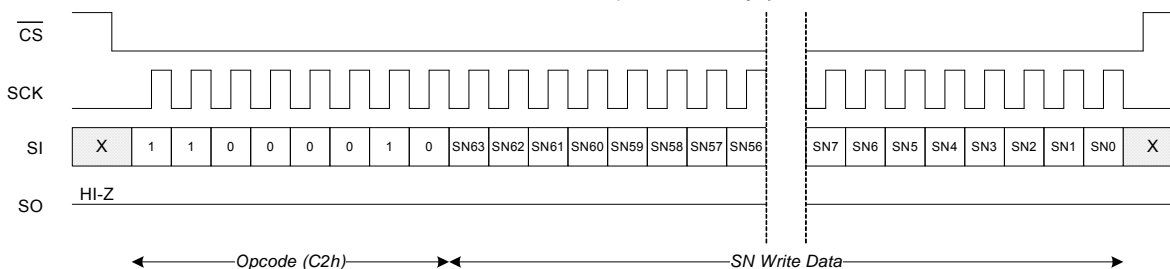 CS
SCK
SI X 1 1 0 0 0 0 1 0 SN63 SN62 SN61 SN60 SN59 SN58 SN57 SN56 SN7 SN6 SN5 SN4 SN3 SN2 SN1 SN0 X
HI-Z
SO
Opcode (C2h) SN Write Data